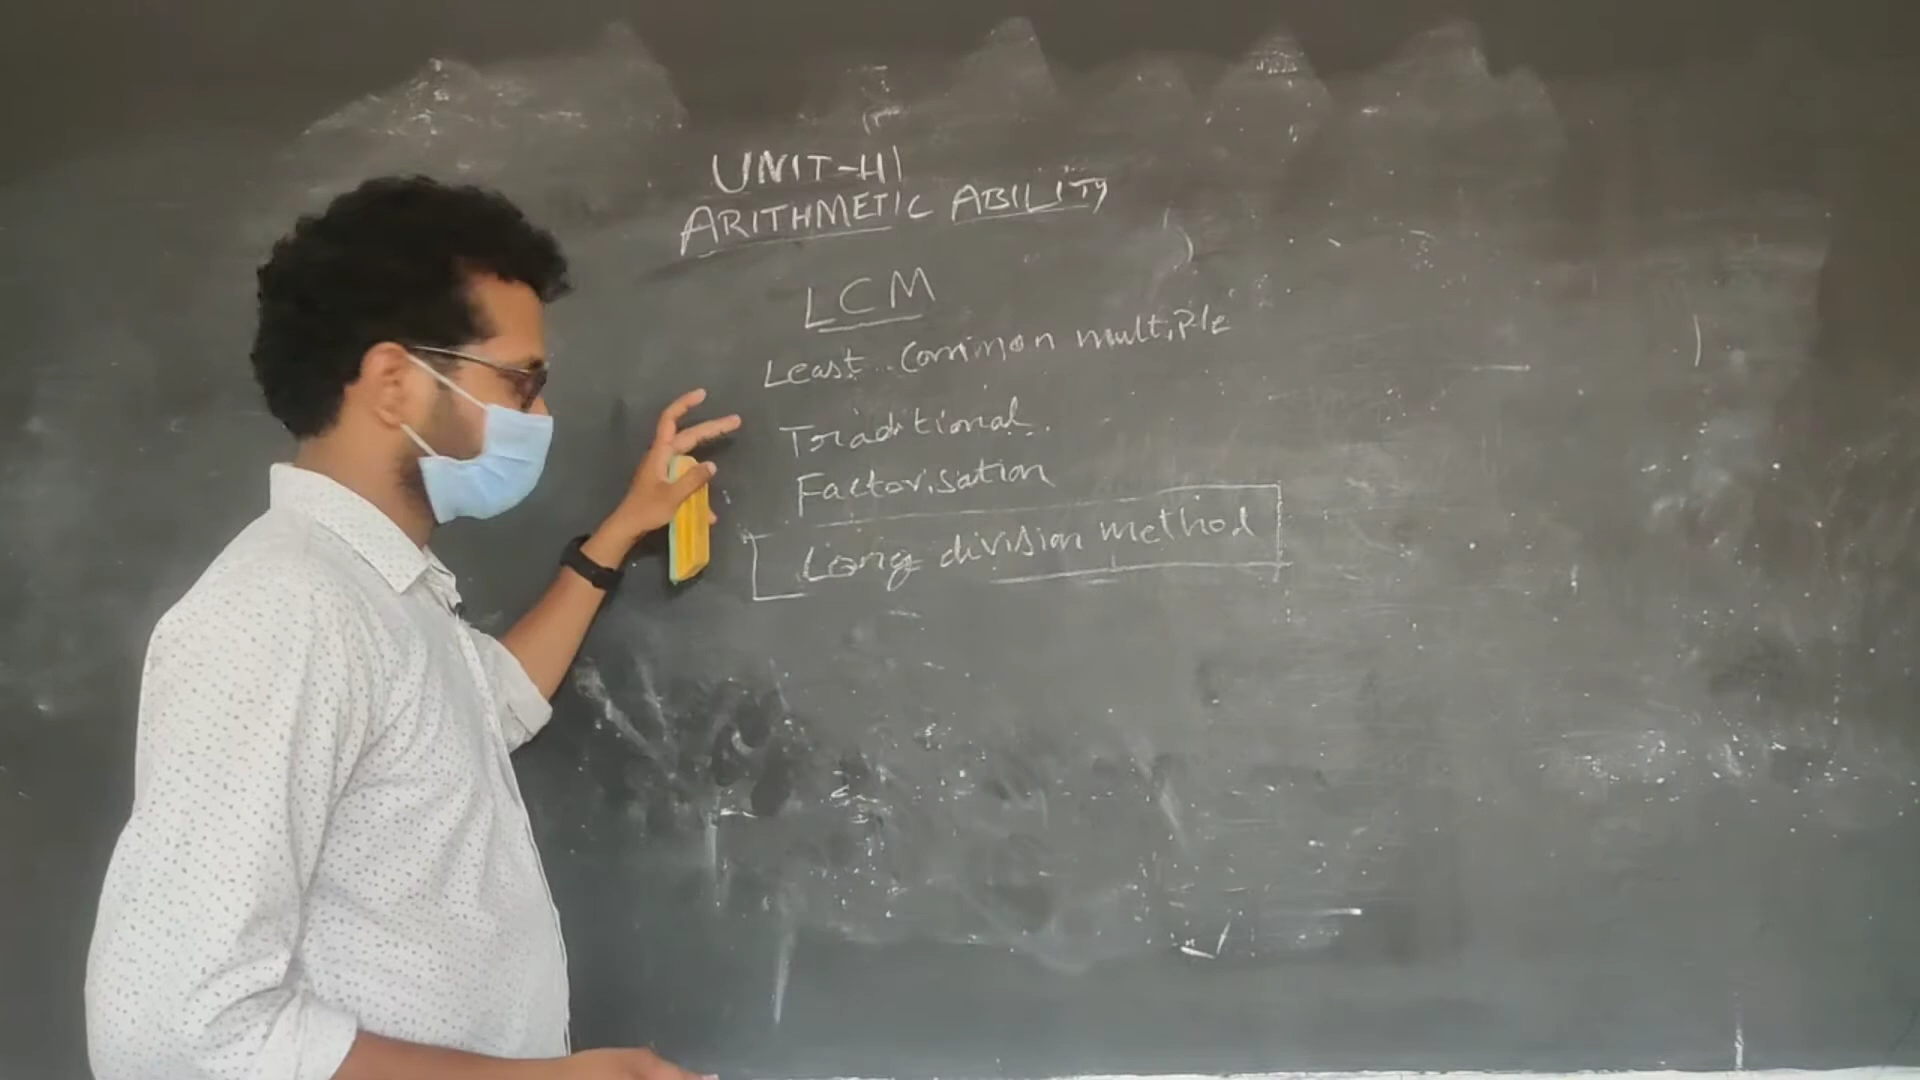 UNIT-III
ARITHMETIC ABILITY
LCM
Least Common multiple
Traditional
Factorisation
Long division method